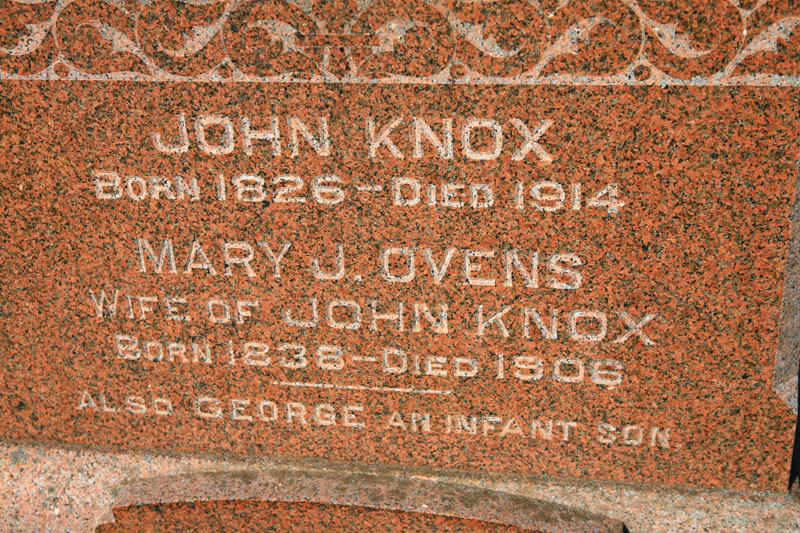 JOHN KNOX
BORN 1826 – DIED 1914
MARY J. OVENS
WIFE OF JOHN KNOX
BORN 1838 – DIED 1906
ALSO GEORGE AN INFANT SON.